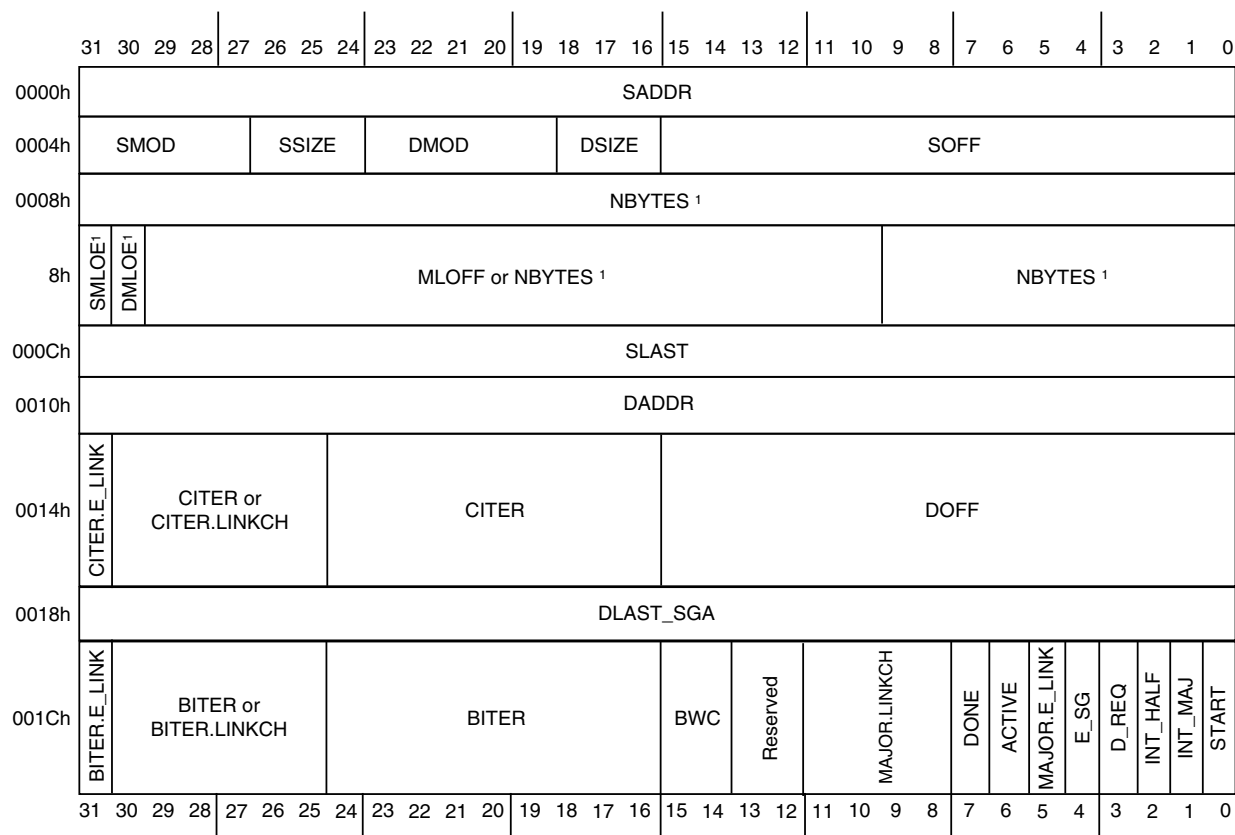 31 30 29 28 27 26 25 24 23 22 21 20 19 18 17 16 15 14 13 12 11 10 9 8 7 6 5 4 3 2 1 0
0000h SADDR
0004h SMOD SSIZE DMOD DSIZE SOFF
0008h NBYTES 1
8h SMLOE1 DMLOE1 MLOFF or NBYTES 1 NBYTES 1
000Ch SLAST
0010h DADDR
0014h CITER.E_LINK CITER or
CITER.LINKCH CITER DOFF
0018h DLAST_SGA
001Ch BITER.E_LINK BITER or
BITER.LINKCH BITER BWC Reserved MAJOR.LINKCH DONE ACTIVE MAJOR.E_LINK E_SG D_REQ INT_HALF INT_MAJ START
31 30 29 28 27 26 25 24 23 22 21 20 19 18 17 16 15 14 13 12 11 10 9 8 7 6 5 4 3 2 1 0